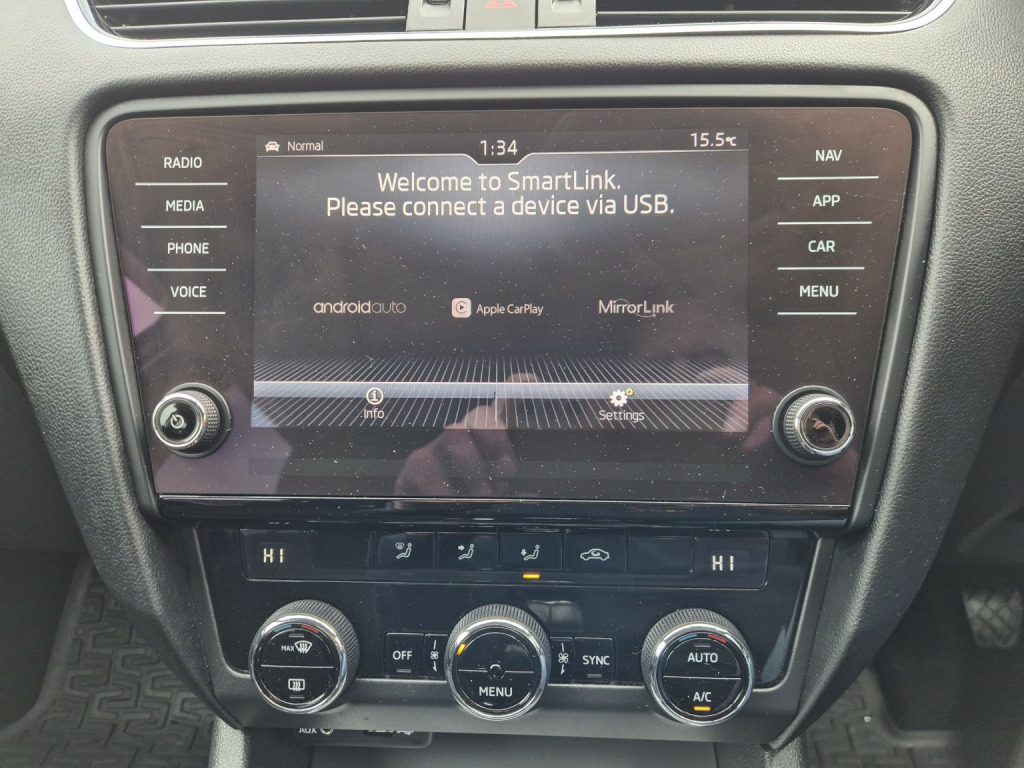 Normal
1:34
15.5°C
RADIO
MEDIA
PHONE
VOICE
Welcome to SmartLink.
Please connect a device via USB.
androidauto
Apple CarPlay
MirrorLink
Info
Settings
NAV
APP
CAR
MENU
HI
HI
MAX
OFF
MENU
SYNC
AUTO
A/C
AUX